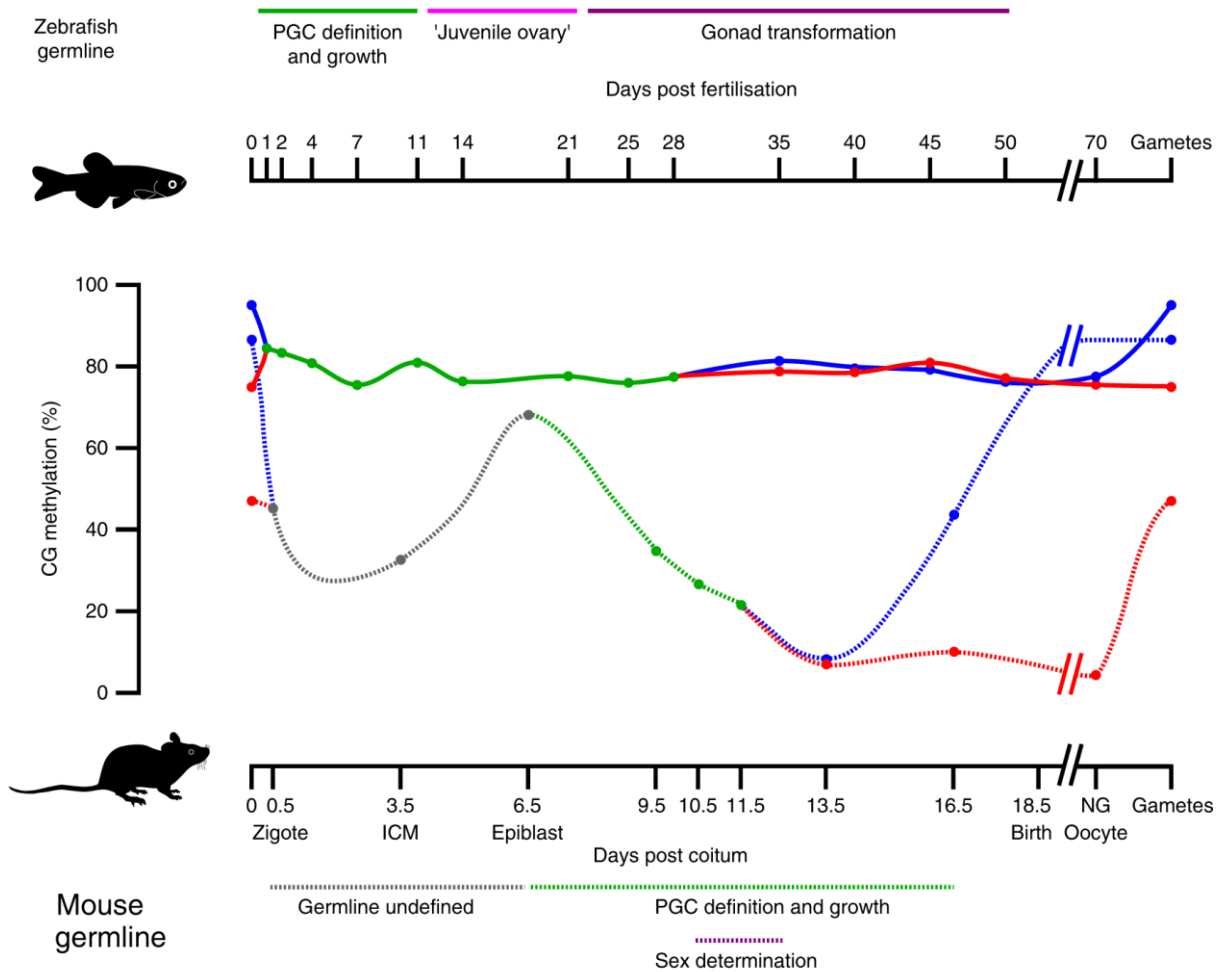 Zebrafish
germline
PGC definition
and growth
'Juvenile ovary'
Gonad transformation
Days post fertilisation
0 1 2 4 7 11 14 21 25 28 35 40 45 50 70 Gametes
CG methylation (%)
100
80
60
40
20
0
0 0.5 3.5 6.5 9.5 10.5 11.5 13.5 16.5 18.5 NG Gametes
Zigote ICM Epiblast Birth Oocyte
Days post coitum
Mouse
germline
Germline undefined
PGC definition and growth
Sex determination